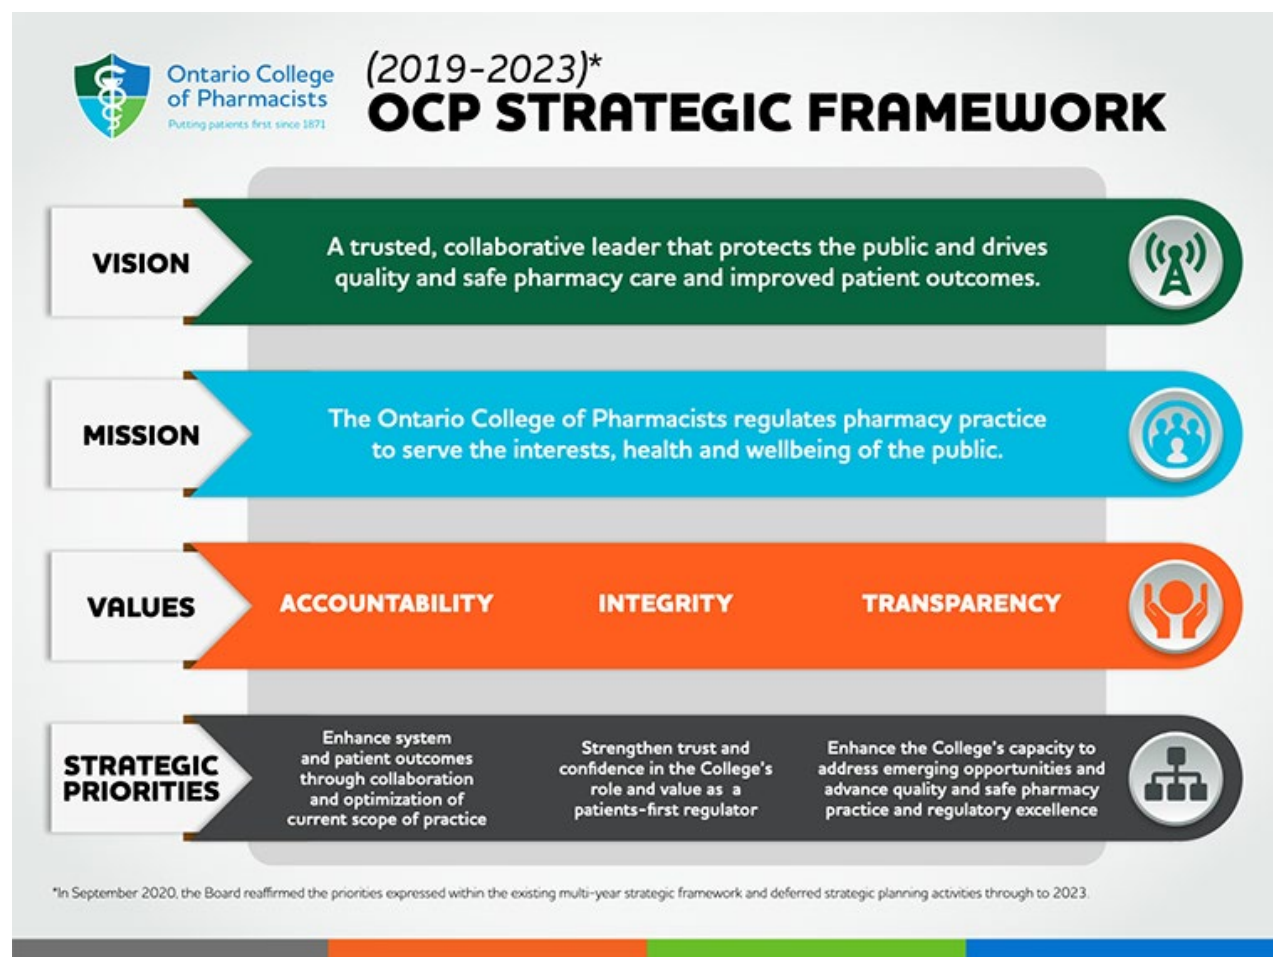 Ontario College
of Pharmacists
Putting patients first since 1871
(2019-2023)*
OCP STRATEGIC FRAMEWORK
VISION
A trusted, collaborative leader that protects the public and drives
quality and safe pharmacy care and improved patient outcomes.
MISSION
The Ontario College of Pharmacists regulates pharmacy practice
to serve the interests, health and wellbeing of the public.
VALUES
ACCOUNTABILITY
INTEGRITY
TRANSPARENCY
STRATEGIC
PRIORITIES
Enhance system
and patient outcomes
through collaboration
and optimization of
current scope of practice
Strengthen trust and
confidence in the College's
role and value as a
patients-first regulator
Enhance the College's capacity to
address emerging opportunities and
advance quality and safe pharmacy
practice and regulatory excellence
*In September 2020, the Board reaffirmed the priorities expressed within the existing multi-year strategic framework and deferred strategic planning activities through to 2023.